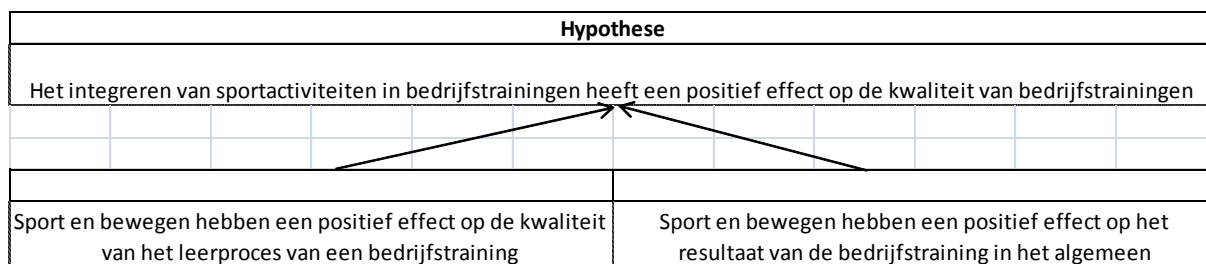 Hypothese
Het integreren van sportactiviteiten in bedrijfstrainingen heeft een positief effect op de kwaliteit van bedrijfstrainingen
Sport en bewegen hebben een positief effect op de kwaliteit
van het leerproces van een bedrijfstraining
Sport en bewegen hebben een positief effect op het
resultaat van de bedrijfstraining in het algemeen